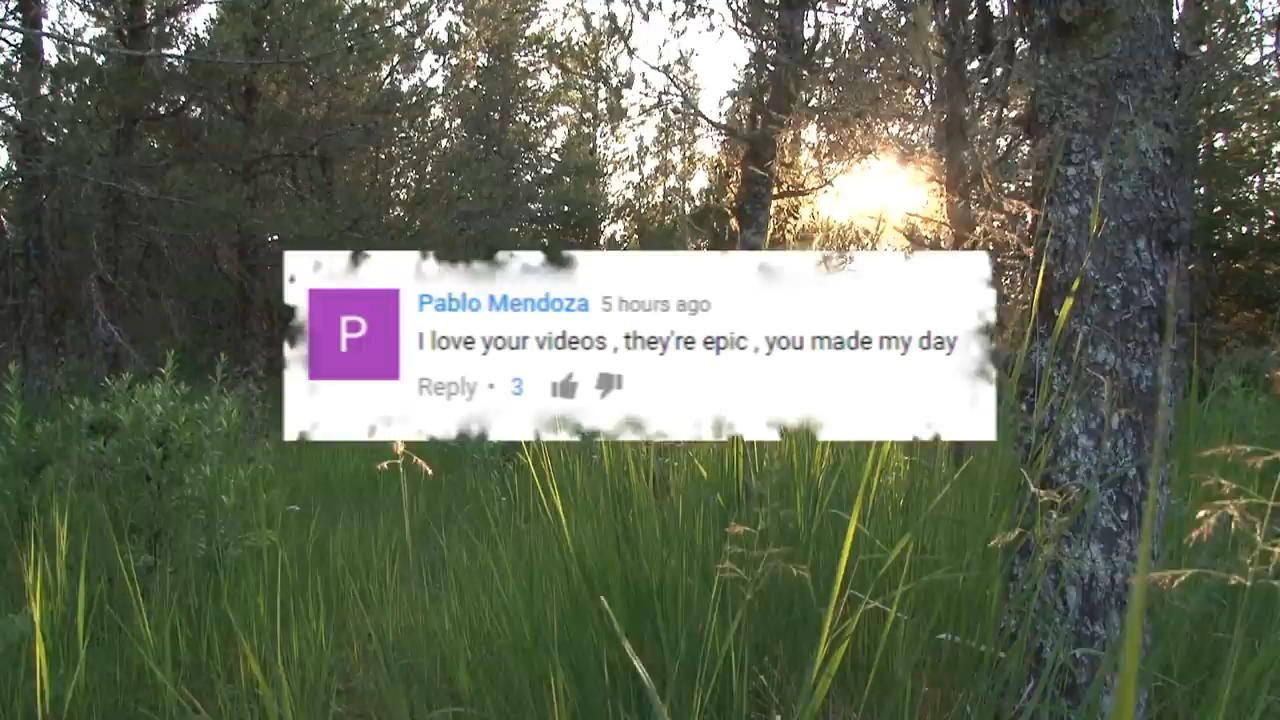 P
Pablo Mendoza 5 hours ago
I love your videos , they're epic , you made my day
Reply • 3